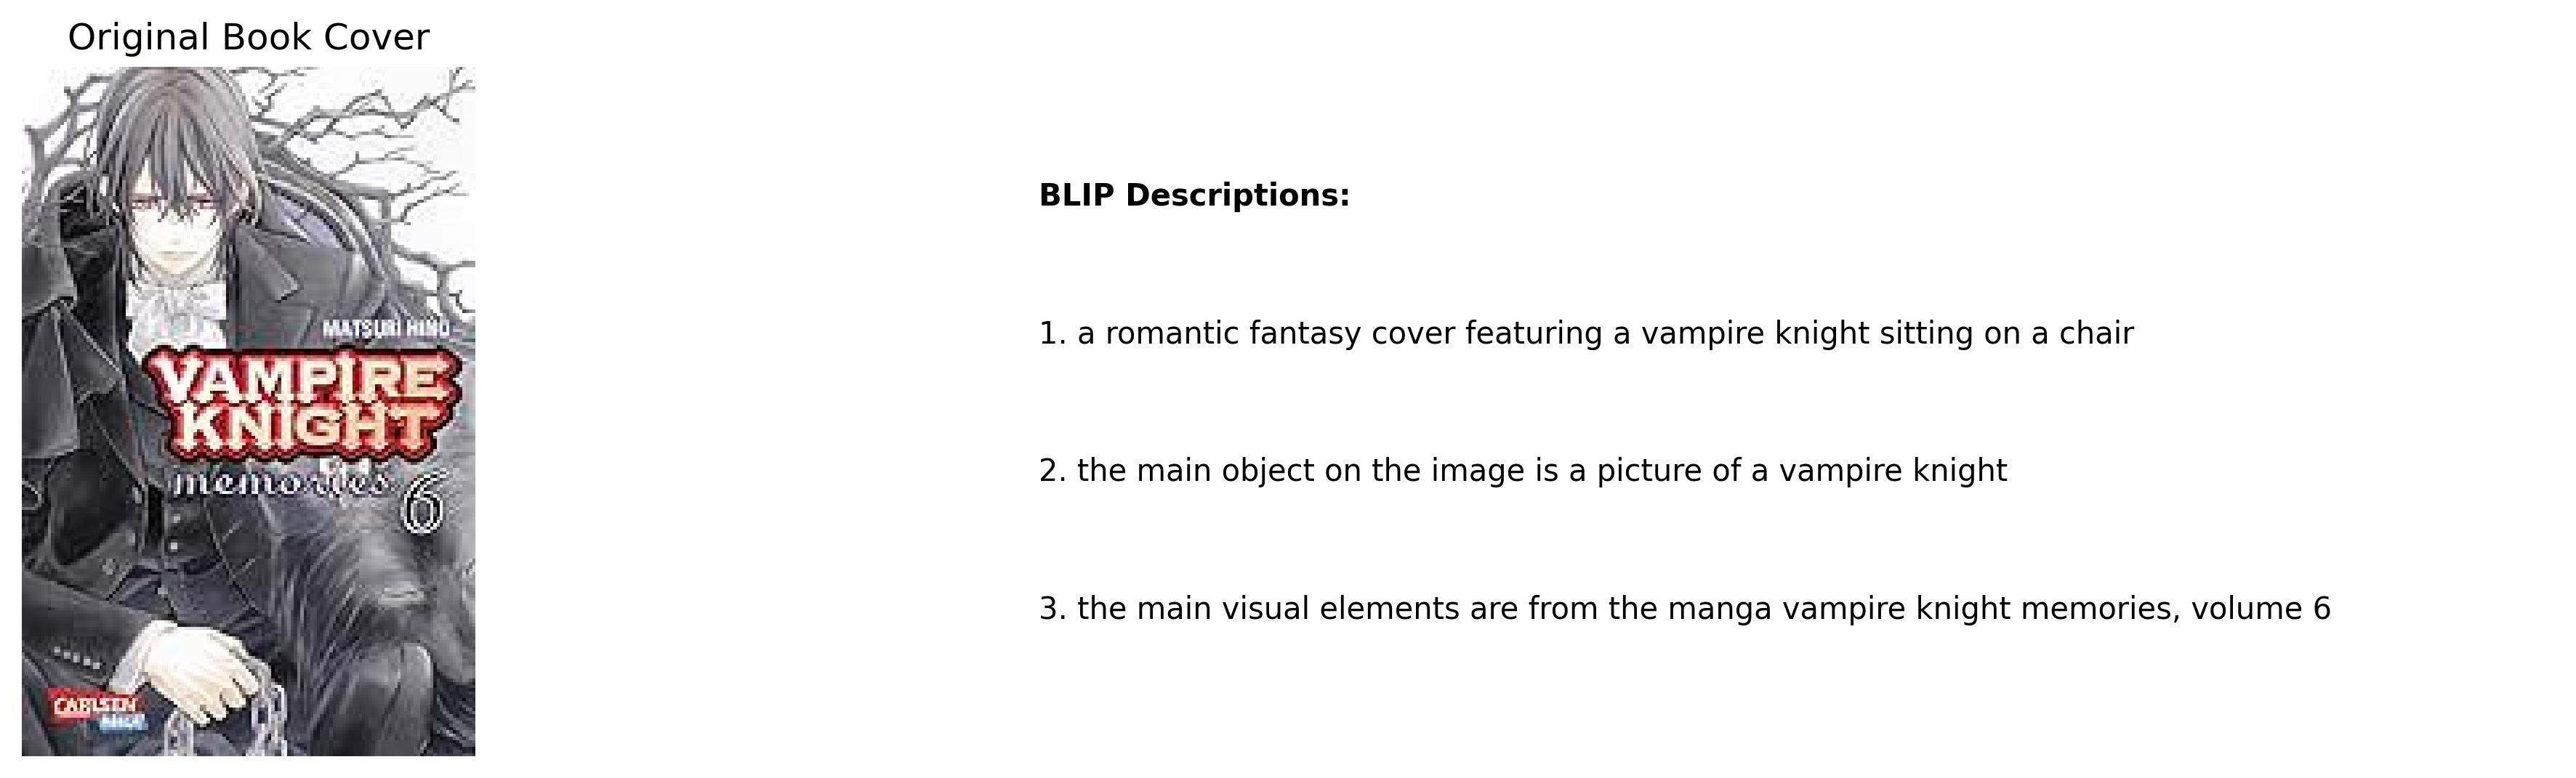 Original Book Cover
MATSURI HINO
VAMPIRE
KNIGHT
memories
6
CARLSEN
BLIP Descriptions:
1. a romantic fantasy cover featuring a vampire knight sitting on a chair
2. the main object on the image is a picture of a vampire knight
3. the main visual elements are from the manga vampire knight memories, volume 6